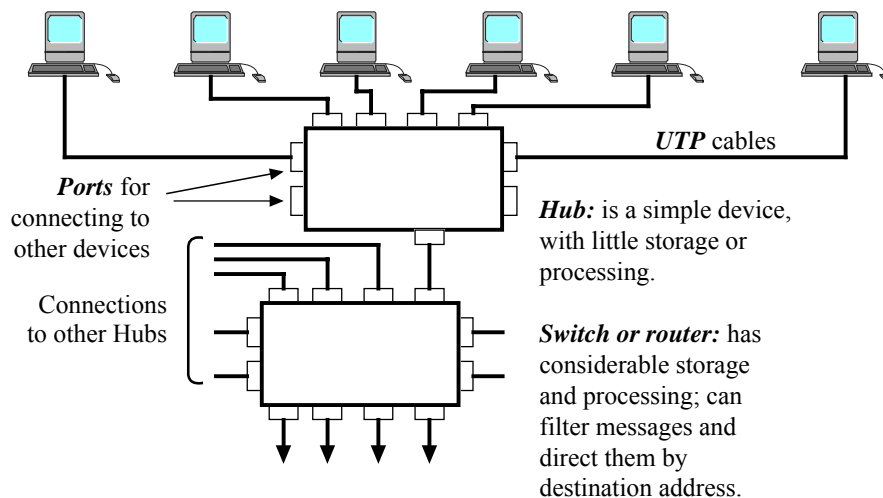 UTP cables
Ports for
connecting to
other devices
Hub: is a simple device,
with little storage or
processing.
Connections
to other Hubs
Switch or router: has
considerable storage
and processing; can
filter messages and
direct them by
destination address.